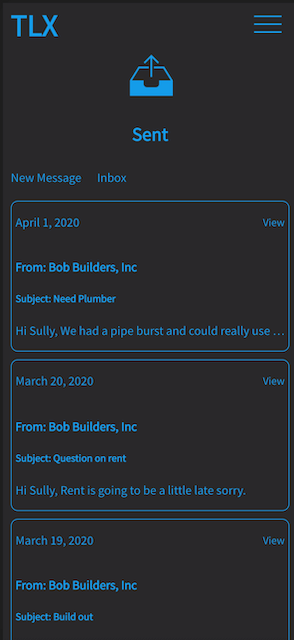 TLX
Sent
New Message Inbox
April 1, 2020 View
From: Bob Builders, Inc
Subject: Need Plumber
Hi Sully, We had a pipe burst and could really use ...
March 20, 2020 View
From: Bob Builders, Inc
Subject: Question on rent
Hi Sully, Rent is going to be a little late sorry.
March 19, 2020 View
From: Bob Builders, Inc
Subject: Build out